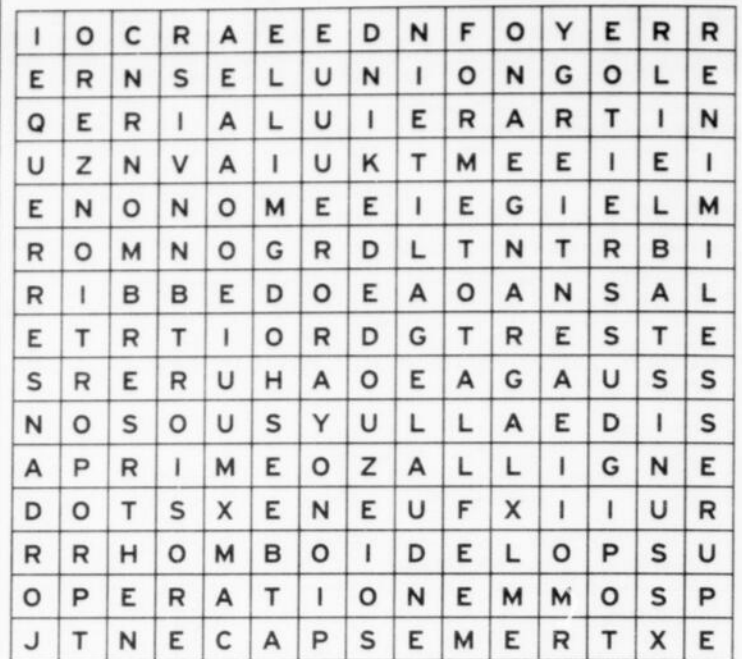 I O C R A E E D N F O Y E R R
E R N S E L U N I O N G O L E
Q E R I A L U I E R A R T I N
U Z N V A I U K T M E E I E I
E N O N O M E E I E G I E L M
R O M N O G R D L T N T R B I
R I B B E D O E A O A N S A L
E T R T I O R D G T R E S T E
S R E R U H A O E A G A U S S
N O S O U S Y U L L A E D I S
A P R I M E O Z A L L I G N E
D O T S X E N E U F X I I U R
R R H O M B O I D E L O P S U
O P E R A T I O N E M M O S P
J T N E C A P S E M E R T X E